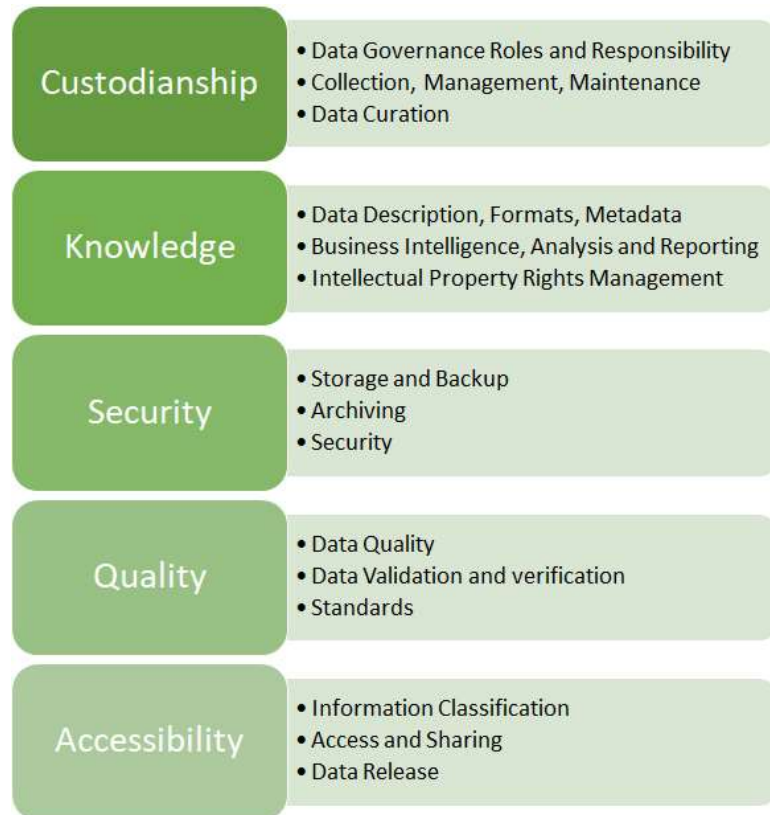 Custodianship
• Data Governance Roles and Responsibility
• Collection, Management, Maintenance
• Data Curation
Knowledge
• Data Description, Formats, Metadata
• Business Intelligence, Analysis and Reporting
• Intellectual Property Rights Management
Security
• Storage and Backup
• Archiving
• Security
Quality
• Data Quality
• Data Validation and verification
• Standards
Accessibility
• Information Classification
• Access and Sharing
• Data Release